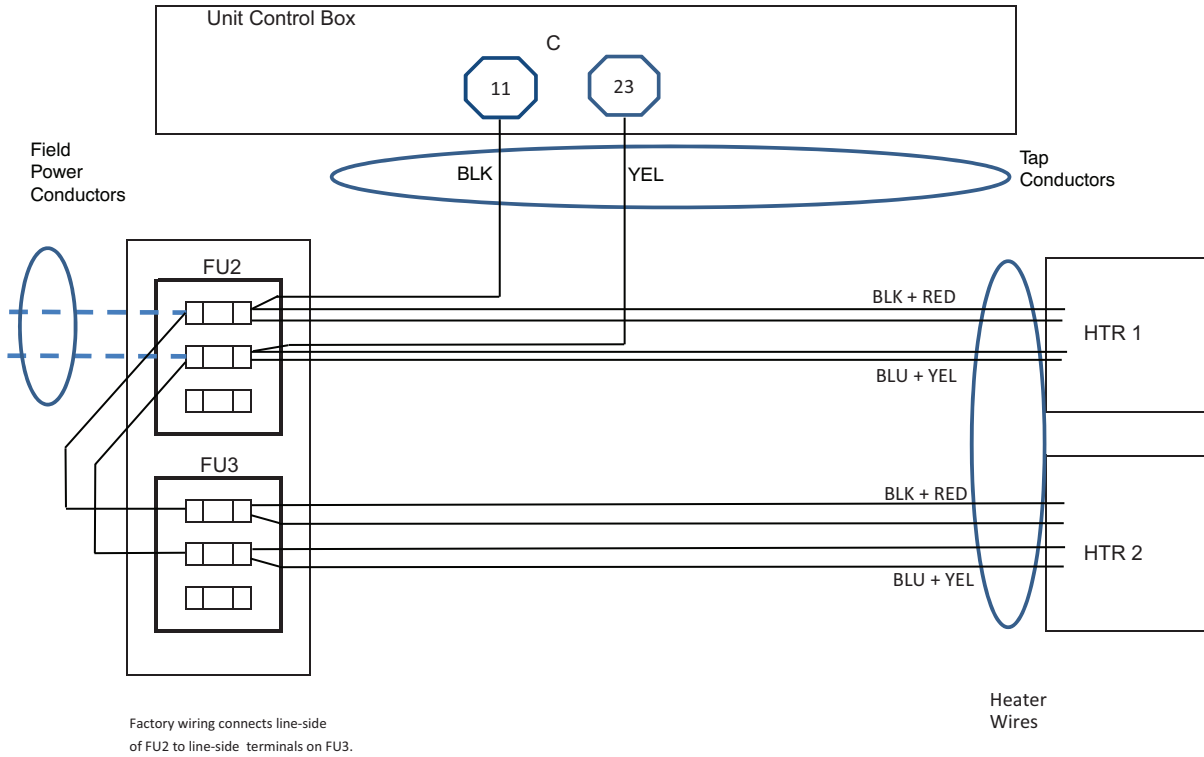 Unit Control Box
C
11
23
Field
Power
Conductors
BLK
YEL
Tap
Conductors
FU2
BLK + RED
HTR 1
BLU + YEL
FU3
BLK + RED
HTR 2
BLU + YEL
Heater
Wires
Factory wiring connects line-side
of FU2 to line-side terminals on FU3.